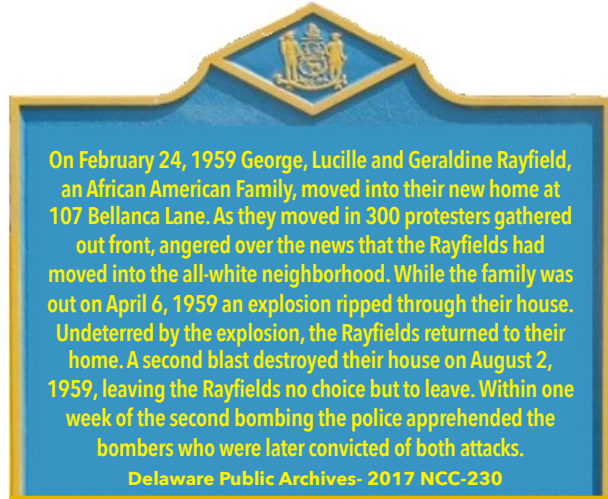 On February 24, 1959 George, Lucille and Geraldine Rayfield,
an African American Family, moved into their new home at
107 Bellanca Lane. As they moved in 300 protesters gathered
out front, angered over the news that the Rayfields had
moved into the all-white neighborhood. While the family was
out on April 6, 1959 an explosion ripped through their house.
Undeterred by the explosion, the Rayfields returned to their
home. A second blast destroyed their house on August 2,
1959, leaving the Rayfields no choice but to leave. Within one
week of the second bombing the police apprehended the
bombers who were later convicted of both attacks.
Delaware Public Archives- 2017 NCC-230